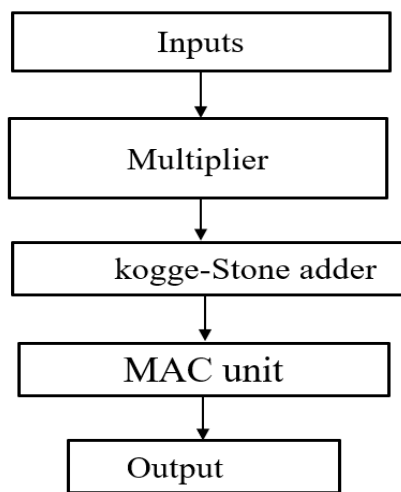 Inputs
Multiplier
kogge-Stone adder
MAC unit
Output